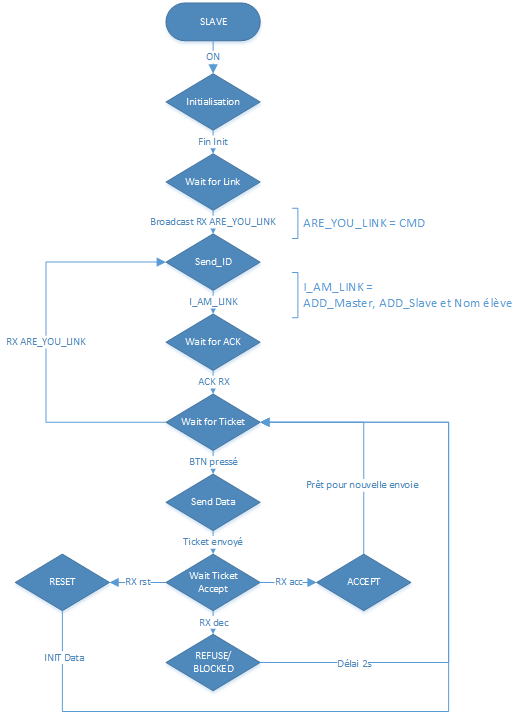 SLAVE
ON
Initialisation
Fin Init
Wait for Link
Broadcast RX ARE_YOU_LINK
ARE_YOU_LINK = CMD
Send_ID
I_AM_LINK
I_AM_LINK =
ADD_Master, ADD_Slave et Nom élève
RX ARE_YOU_LINK
Wait for ACK
ACK RX
Wait for Ticket
BTN pressé
Prêt pour nouvelle envoie
Send Data
Ticket envoyé
RESET
RX rst
Wait Ticket
Accept
RX acc
ACCEPT
RX dec
INIT Data
REFUSE/
BLOCKED
Délai 2s